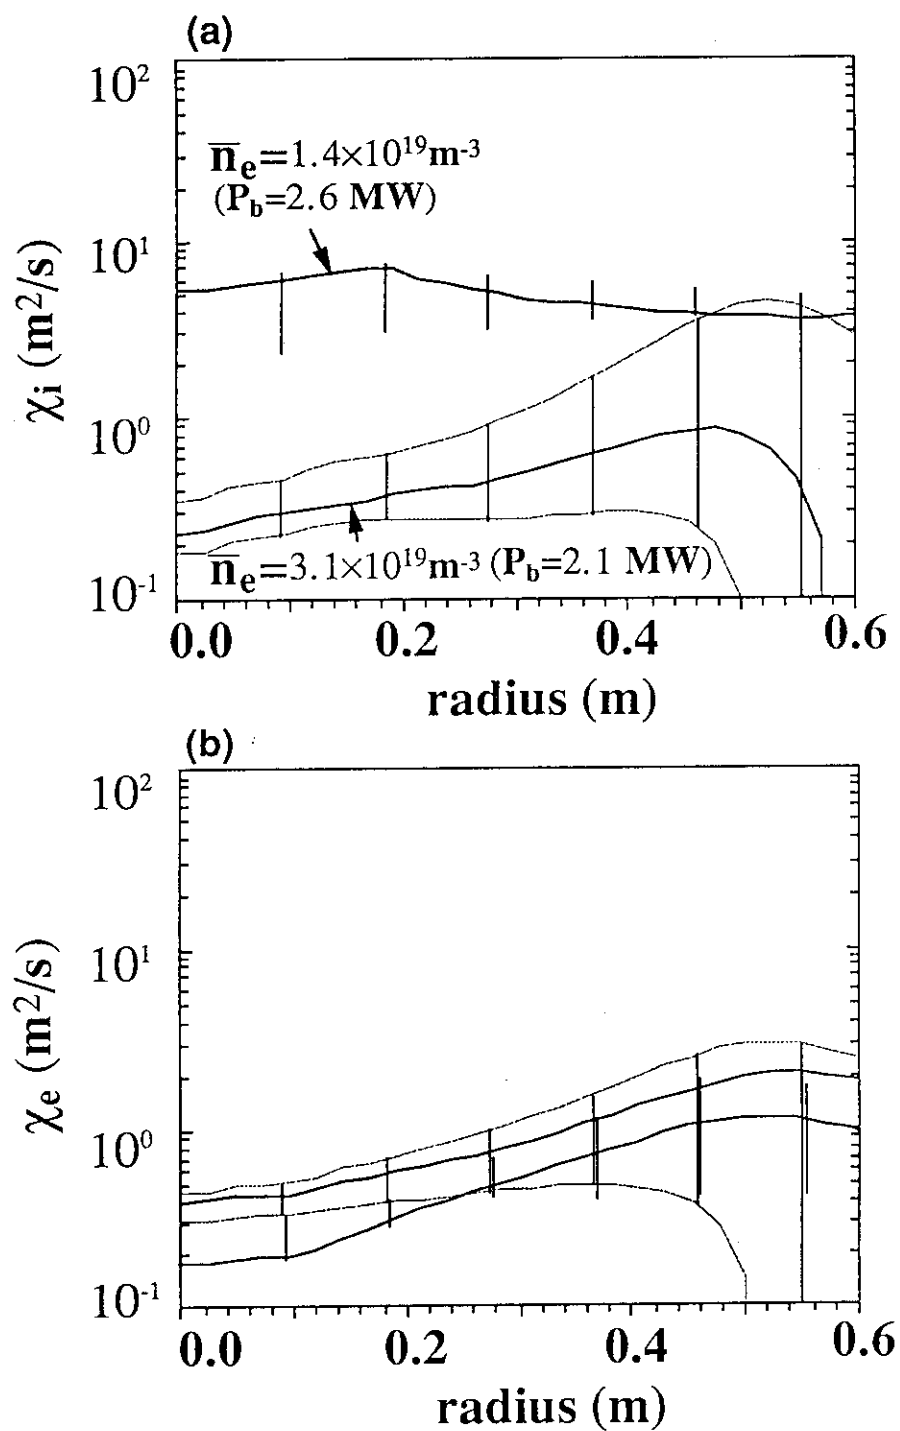 (a)
10²
n̅e=1.4×10¹⁹m⁻³
(Pb=2.6 MW)
10¹
χi (m²/s)
10⁰
n̅e=3.1×10¹⁹m⁻³ (Pb=2.1 MW)
10⁻¹
0.0 0.2 0.4 0.6
radius (m)
(b)
10²
10¹
χe (m²/s)
10⁰
10⁻¹
0.0 0.2 0.4 0.6
radius (m)